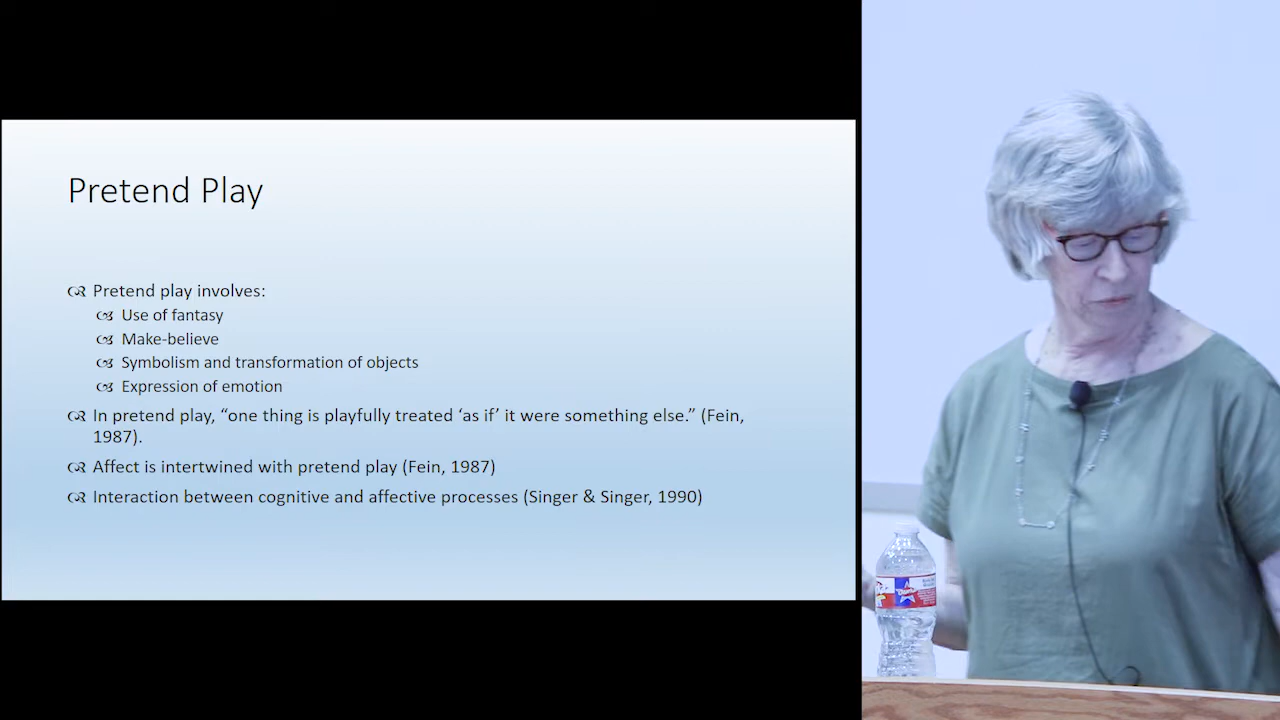 Pretend Play
Pretend play involves:
Use of fantasy
Make-believe
Symbolism and transformation of objects
Expression of emotion
In pretend play, “one thing is playfully treated ‘as if’ it were something else.” (Fein,
1987).
Affect is intertwined with pretend play (Fein, 1987)
Interaction between cognitive and affective processes (Singer & Singer, 1990)